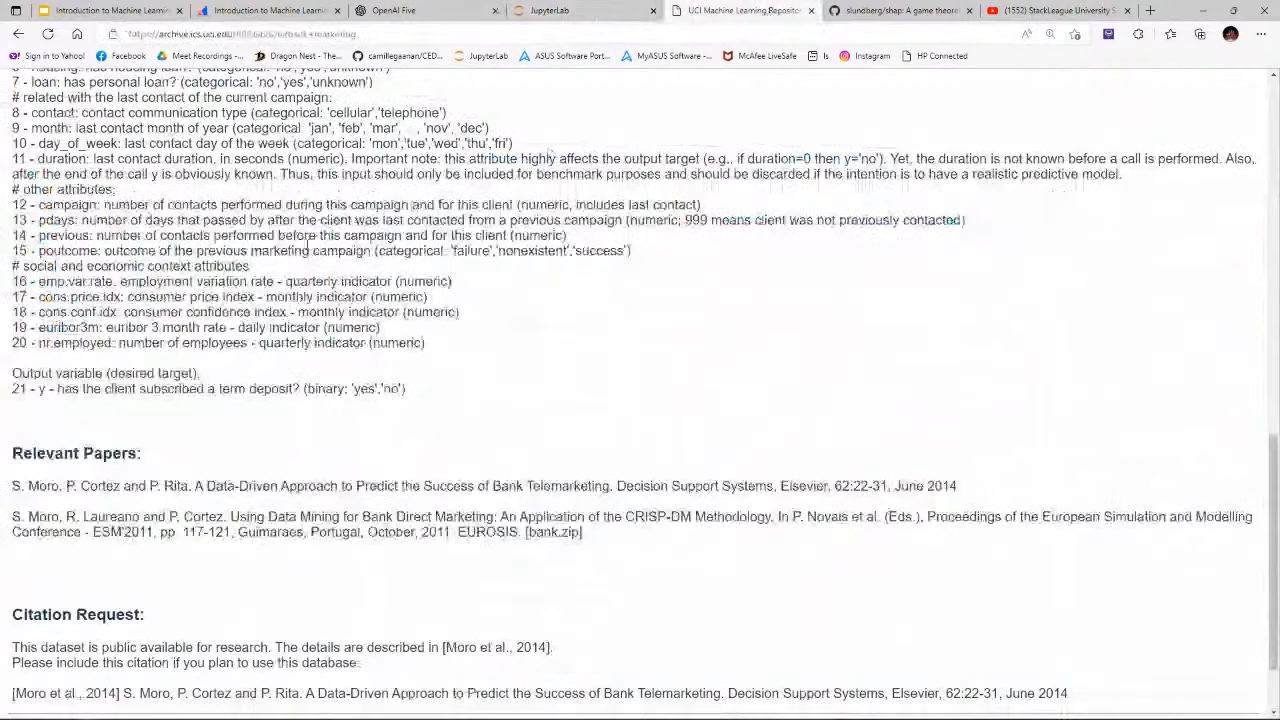 Introduction to Machine Learnin
Introduction to Machine Learnin
OpenAI Five
JupyterLab
UCI Machine Learning Reposito
slundberg/shap: A game theore
(1552) StackLeague University S
Sign in to Yahoo!
Facebook
Meet Recordings -...
Dragon Nest - The...
camillegaanan/CED...
JupyterLab
ASUS Software Port...
MyASUS Software -...
McAfee LiveSafe
ls
Instagram
HP Connected
7 - loan: has personal loan? (categorical: 'no','yes','unknown')
# related with the last contact of the current campaign:
8 - contact: contact communication type (categorical: 'cellular','telephone')
9 - month: last contact month of year (categorical: 'jan', 'feb', 'mar', ..., 'nov', 'dec')
10 - day_of_week: last contact day of the week (categorical: 'mon','tue','wed','thu','fri')
11 - duration: last contact duration, in seconds (numeric). Important note: this attribute highly affects the output target (e.g., if duration=0 then y='no'). Yet, the duration is not known before a call is performed. Also,
after the end of the call y is obviously known. Thus, this input should only be included for benchmark purposes and should be discarded if the intention is to have a realistic predictive model.
# other attributes:
12 - campaign: number of contacts performed during this campaign and for this client (numeric, includes last contact)
13 - pdays: number of days that passed by after the client was last contacted from a previous campaign (numeric; 999 means client was not previously contacted)
14 - previous: number of contacts performed before this campaign and for this client (numeric)
15 - poutcome: outcome of the previous marketing campaign (categorical: 'failure','nonexistent','success')
# social and economic context attributes
16 - emp.var.rate: employment variation rate - quarterly indicator (numeric)
17 - cons.price.idx: consumer price index - monthly indicator (numeric)
18 - cons.conf.idx: consumer confidence index - monthly indicator (numeric)
19 - euribor3m: euribor 3 month rate - daily indicator (numeric)
20 - nr.employed: number of employees - quarterly indicator (numeric)
Output variable (desired target):
21 - y - has the client subscribed a term deposit? (binary: 'yes','no')
Relevant Papers:
S. Moro, P. Cortez and P. Rita. A Data-Driven Approach to Predict the Success of Bank Telemarketing. Decision Support Systems, Elsevier, 62:22-31, June 2014
S. Moro, R. Laureano and P. Cortez. Using Data Mining for Bank Direct Marketing: An Application of the CRISP-DM Methodology. In P. Novais et al. (Eds.), Proceedings of the European Simulation and Modelling
Conference - ESM'2011, pp. 117-121, Guimaraes, Portugal, October, 2011. EUROSIS. [bank.zip]
Citation Request:
This dataset is public available for research. The details are described in [Moro et al., 2014].
Please include this citation if you plan to use this database:
[Moro et al., 2014] S. Moro, P. Cortez and P. Rita. A Data-Driven Approach to Predict the Success of Bank Telemarketing. Decision Support Systems, Elsevier, 62:22-31, June 2014